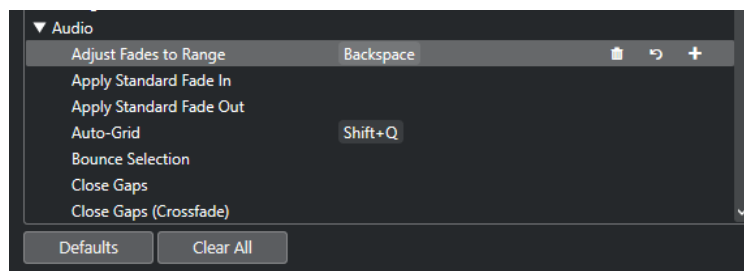 Audio
Adjust Fades to Range Backspace
Apply Standard Fade In
Apply Standard Fade Out
Auto-Grid Shift+Q
Bounce Selection
Close Gaps
Close Gaps (Crossfade)
Defaults Clear All